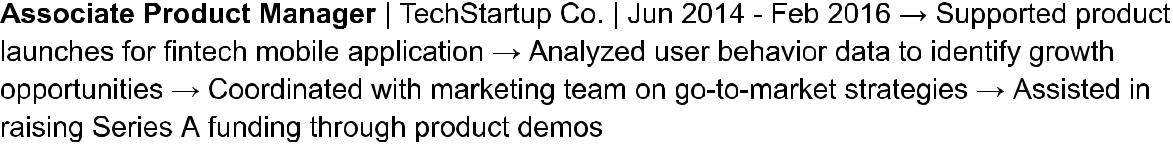 Associate Product Manager | TechStartup Co. | Jun 2014 - Feb 2016 → Supported product
launches for fintech mobile application → Analyzed user behavior data to identify growth
opportunities → Coordinated with marketing team on go-to-market strategies → Assisted in
raising Series A funding through product demos